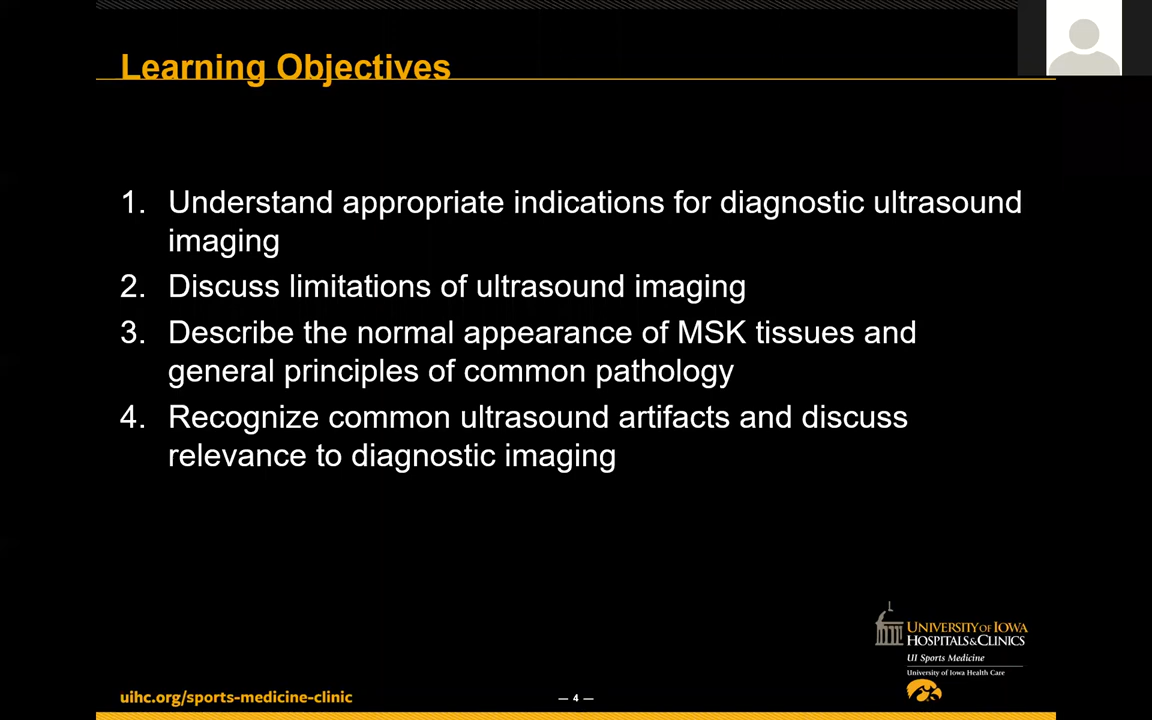 Learning Objectives
1. Understand appropriate indications for diagnostic ultrasound
imaging
2. Discuss limitations of ultrasound imaging
3. Describe the normal appearance of MSK tissues and
general principles of common pathology
4. Recognize common ultrasound artifacts and discuss
relevance to diagnostic imaging
UNIVERSITY OF IOWA
HOSPITALS & CLINICS
UI Sports Medicine
University of Iowa Health Care
uihc.org/sports-medicine-clinic
— 4 —